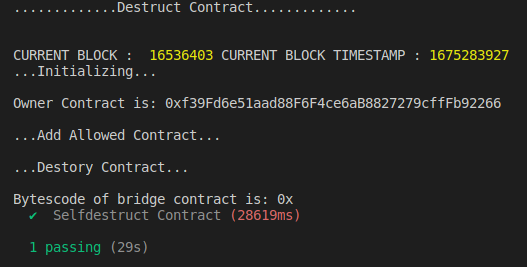 .............Destruct Contract.............
CURRENT BLOCK :  16536403 CURRENT BLOCK TIMESTAMP : 1675283927
...Initializing...
Owner Contract is: 0xf39Fd6e51aad88F6F4ce6aB8827279cffFb92266
...Add Allowed Contract...
...Destory Contract...
Bytescode of bridge contract is: 0x
✔ Selfdestruct Contract (28619ms)
1 passing (29s)